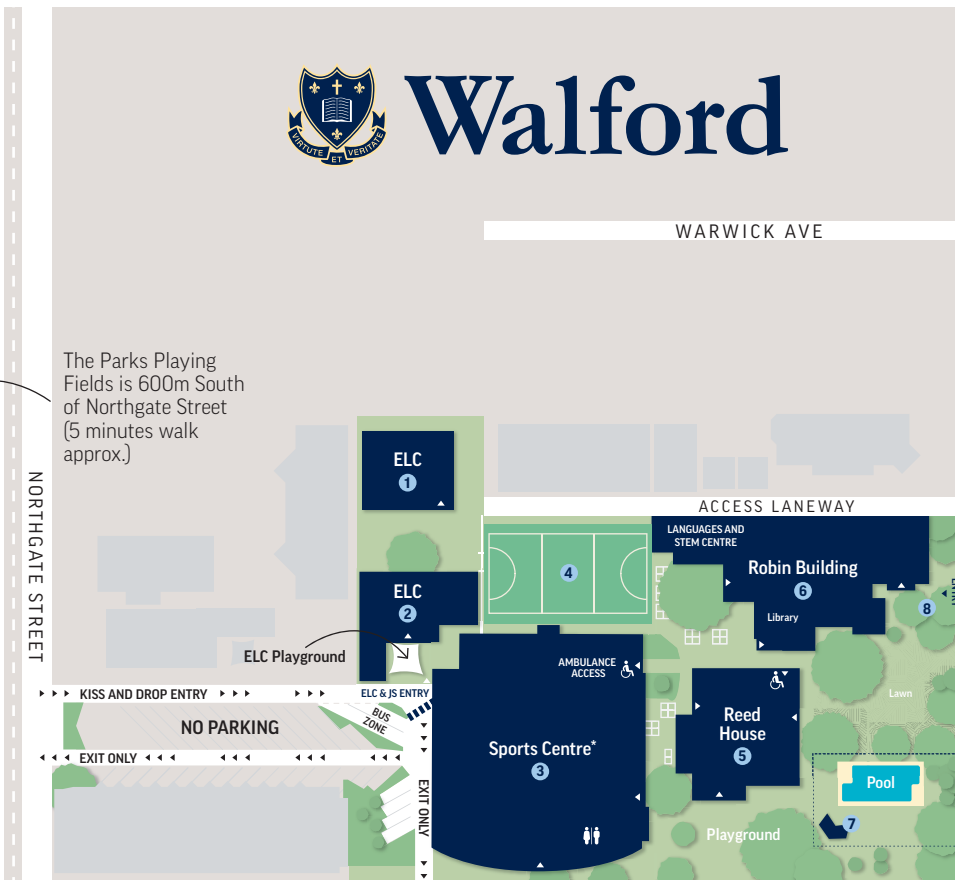 VIRTUTE ET VERITATE
Walford
WARWICK AVE
The Parks Playing
Fields is 600m South
of Northgate Street
(5 minutes walk
approx.)
NORTHGATE STREET
ELC
1
ACCESS LANEWAY
LANGUAGES AND
STEM CENTRE
4
Robin Building
6
ELC
2
8
Library
ELC Playground
AMBULANCE
ACCESS
KISS AND DROP ENTRY
ELC & JS ENTRY
Lawn
BUS
ZONE
NO PARKING
Reed
House
5
Sports Centre*
3
EXIT ONLY
EXIT ONLY
Pool
7
Playground